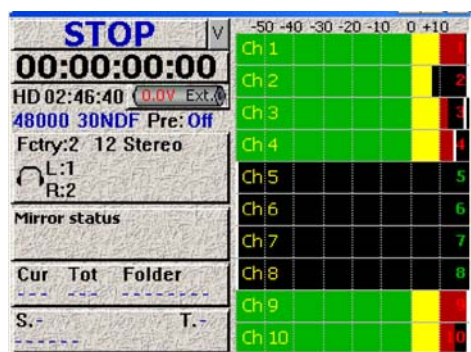 STOP V
00:00:00:00
HD 02:46:40 0.0V Ext.
48000 30NDF Pre: Off
Fctry:2 12 Stereo
L:1
R:2
Mirror status
Cur Tot Folder
--- --- --------
S.- T.-
------
-50 -40 -30 -20 -10 0 +10
Ch 1 1
Ch 2 2
Ch 3 3
Ch 4 4
Ch 5 5
Ch 6 6
Ch 7 7
Ch 8 8
Ch 9 9
Ch 10 10